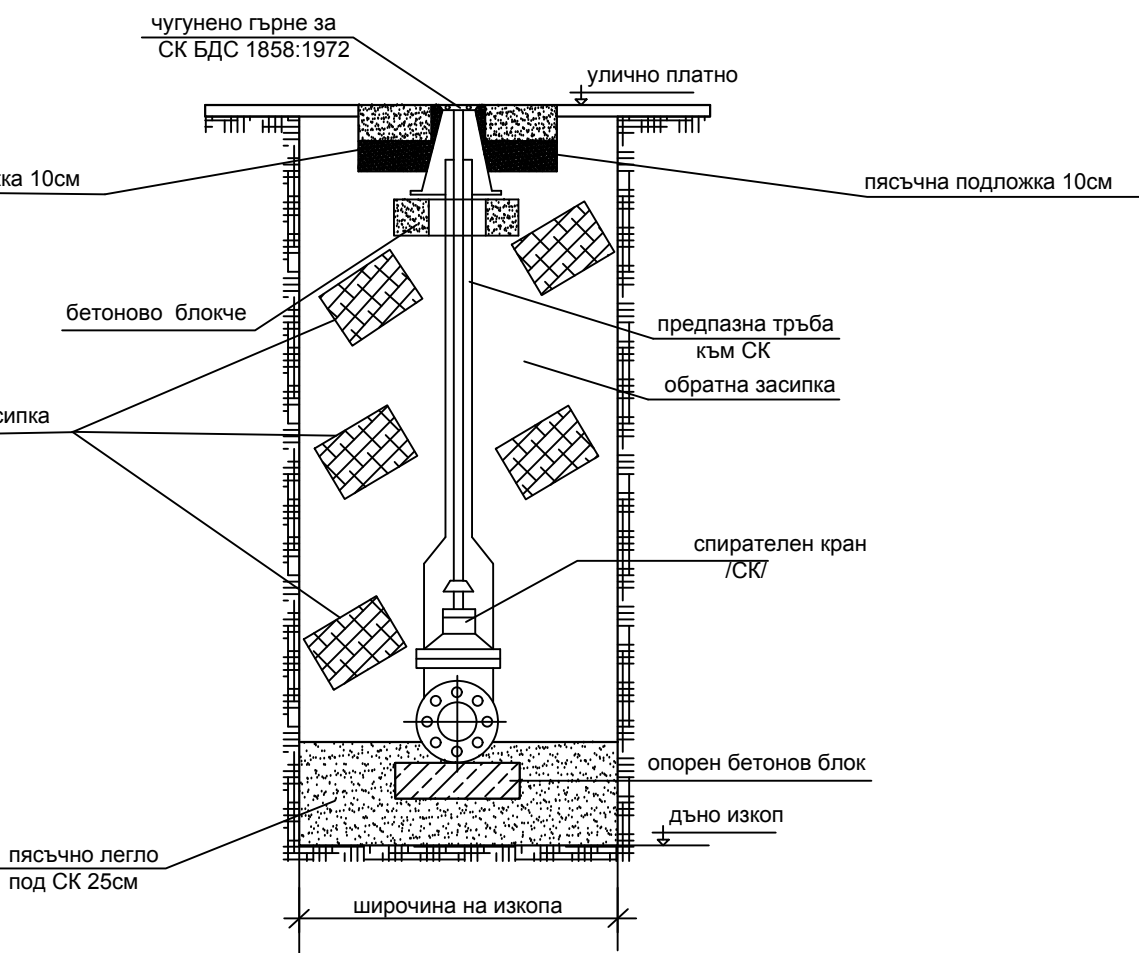 чугунено гърне за
СК БДС 1858:1972
улично платно
10см
пясъчна подложка 10см
бетоново блокче
предпазна тръба
към СК
обратна засипка
спирателен кран
/СК/
опорен бетонов блок
дъно изкоп
пясъчно легло
под СК 25см
широчина на изкопа